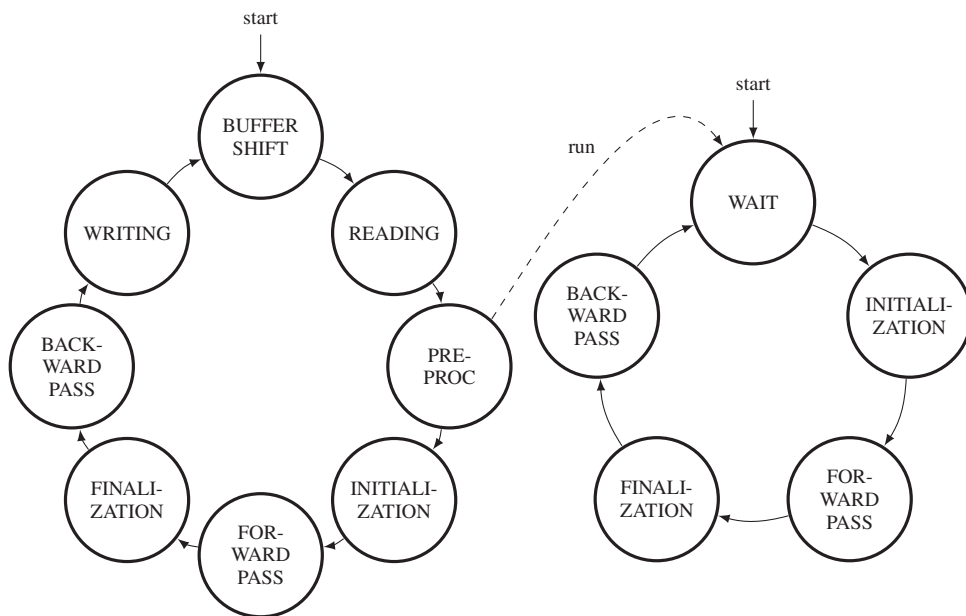 start
BUFFER
SHIFT
READING
PRE-
PROC
INITIALI-
ZATION
FOR-
WARD
PASS
FINALI-
ZATION
BACK-
WARD
PASS
WRITING
run
start
WAIT
INITIALI-
ZATION
FOR-
WARD
PASS
FINALI-
ZATION
BACK-
WARD
PASS